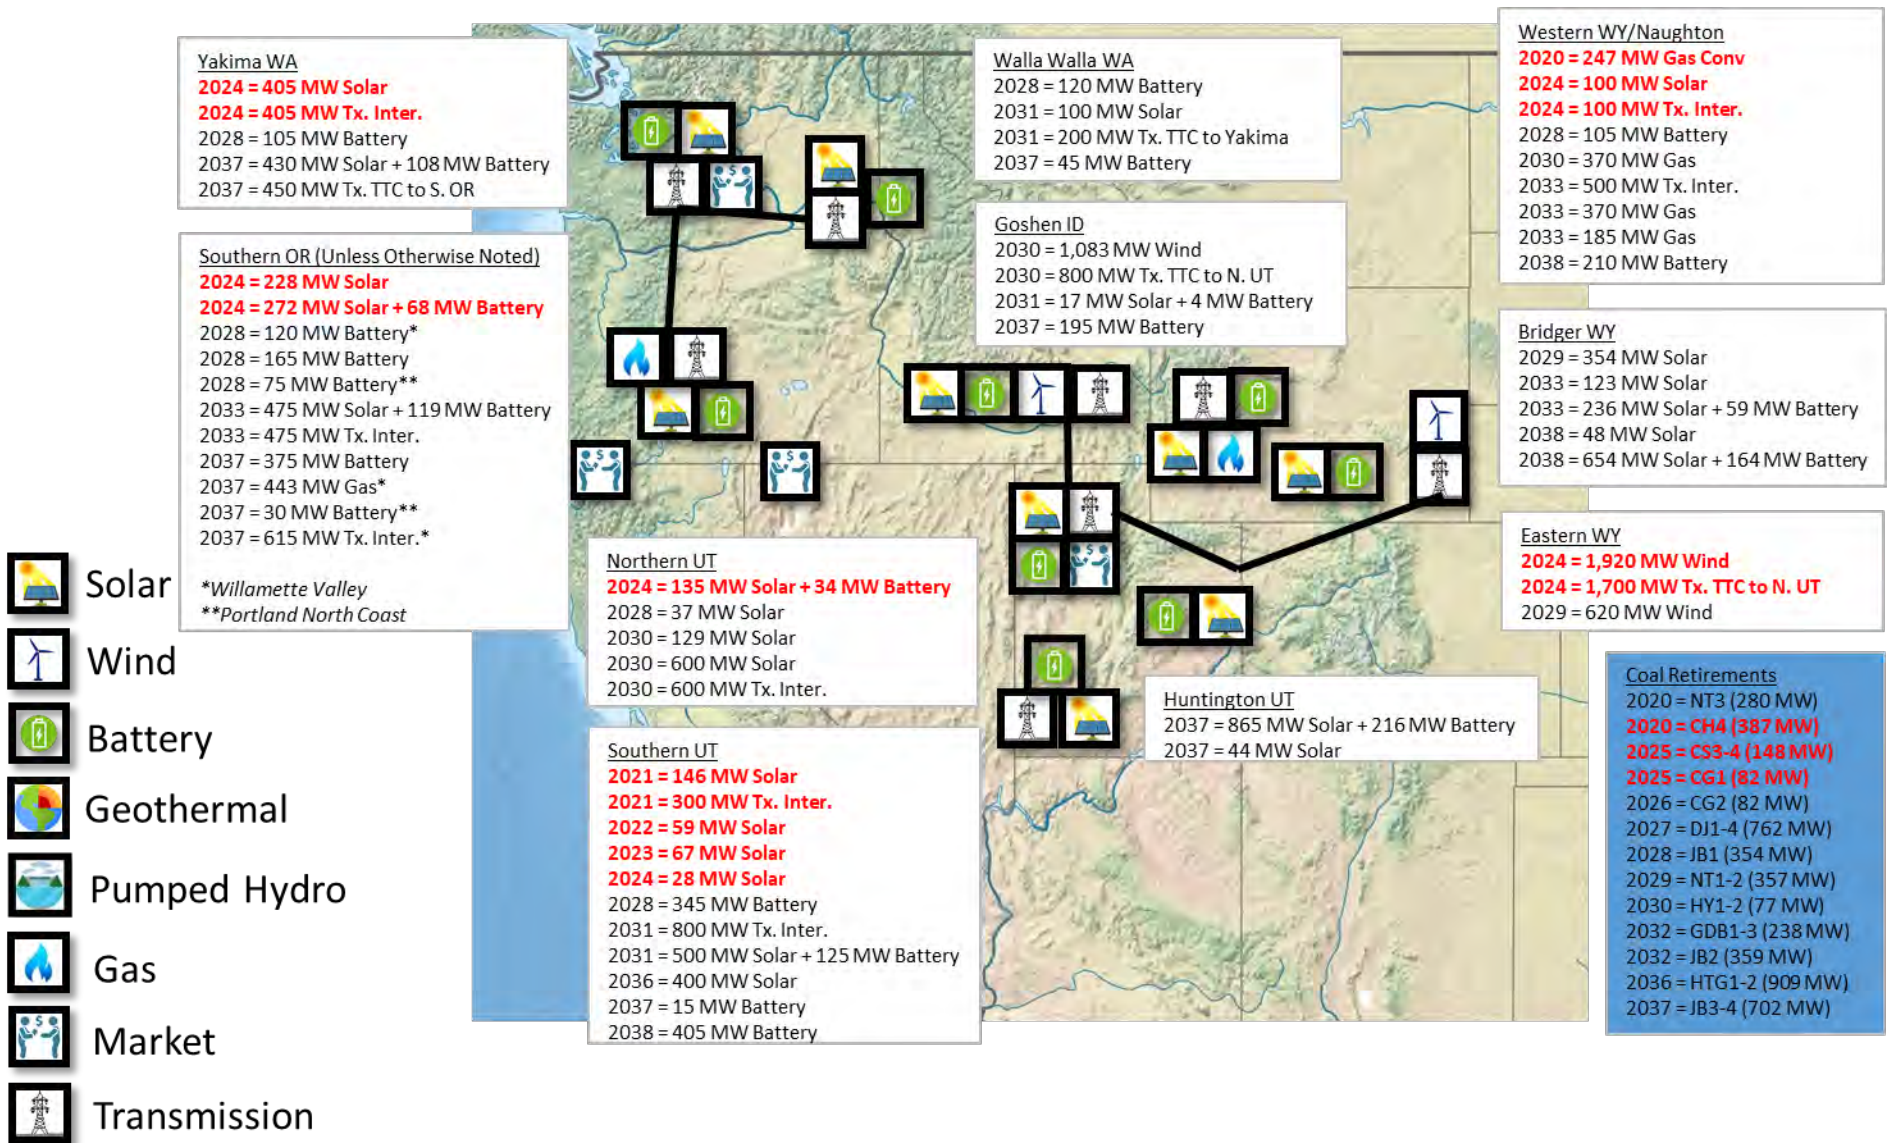 Yakima WA
2024 = 405 MW Solar
2024 = 405 MW Tx. Inter.
2028 = 105 MW Battery
2037 = 430 MW Solar + 108 MW Battery
2037 = 450 MW Tx. TTC to S. OR
Southern OR (Unless Otherwise Noted)
2024 = 228 MW Solar
2024 = 272 MW Solar + 68 MW Battery
2028 = 120 MW Battery*
2028 = 165 MW Battery
2028 = 75 MW Battery**
2033 = 475 MW Solar + 119 MW Battery
2033 = 475 MW Tx. Inter.
2037 = 375 MW Battery
2037 = 443 MW Gas*
2037 = 30 MW Battery**
2037 = 615 MW Tx. Inter.*
*Willamette Valley
**Portland North Coast
Walla Walla WA
2028 = 120 MW Battery
2031 = 100 MW Solar
2031 = 200 MW Tx. TTC to Yakima
2037 = 45 MW Battery
Goshen ID
2030 = 1,083 MW Wind
2030 = 800 MW Tx. TTC to N. UT
2031 = 17 MW Solar + 4 MW Battery
2037 = 195 MW Battery
Western WY/Naughton
2020 = 247 MW Gas Conv
2024 = 100 MW Solar
2024 = 100 MW Tx. Inter.
2028 = 105 MW Battery
2030 = 370 MW Gas
2033 = 500 MW Tx. Inter.
2033 = 370 MW Gas
2033 = 185 MW Gas
2038 = 210 MW Battery
Bridger WY
2029 = 354 MW Solar
2033 = 123 MW Solar
2033 = 236 MW Solar + 59 MW Battery
2038 = 48 MW Solar
2038 = 654 MW Solar + 164 MW Battery
Eastern WY
2024 = 1,920 MW Wind
2024 = 1,700 MW Tx. TTC to N. UT
2029 = 620 MW Wind
Northern UT
2024 = 135 MW Solar + 34 MW Battery
2028 = 37 MW Solar
2030 = 129 MW Solar
2030 = 600 MW Solar
2030 = 600 MW Tx. Inter.
Southern UT
2021 = 146 MW Solar
2021 = 300 MW Tx. Inter.
2022 = 59 MW Solar
2023 = 67 MW Solar
2024 = 28 MW Solar
2028 = 345 MW Battery
2031 = 800 MW Tx. Inter.
2031 = 500 MW Solar + 125 MW Battery
2036 = 400 MW Solar
2037 = 15 MW Battery
2038 = 405 MW Battery
Huntington UT
2037 = 865 MW Solar + 216 MW Battery
2037 = 44 MW Solar
Coal Retirements
2020 = NT3 (280 MW)
2020 = CH4 (387 MW)
2025 = CS3-4 (148 MW)
2025 = CG1 (82 MW)
2026 = CG2 (82 MW)
2027 = DJ1-4 (762 MW)
2028 = JB1 (354 MW)
2029 = NT1-2 (357 MW)
2030 = HY1-2 (77 MW)
2032 = GDB1-3 (238 MW)
2032 = JB2 (359 MW)
2036 = HTG1-2 (909 MW)
2037 = JB3-4 (702 MW)
Solar
Wind
Battery
Geothermal
Pumped Hydro
Gas
Market
Transmission